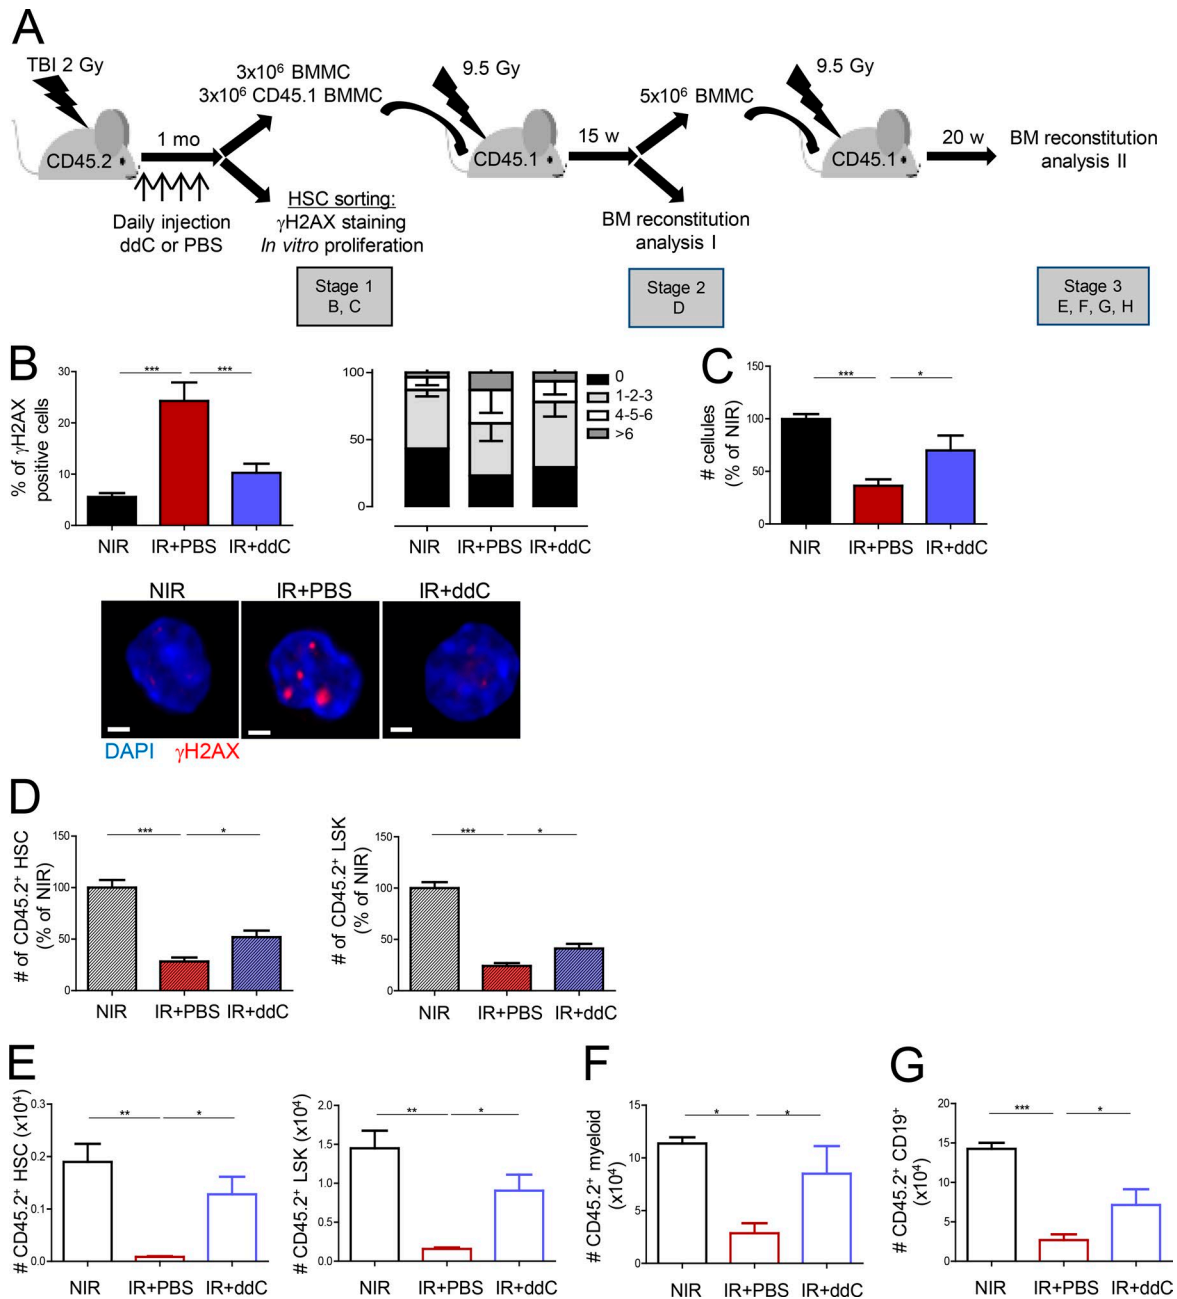 A
TBI 2 Gy
CD45.2
1 mo
Daily injection
ddC or PBS
3x10⁶ BMMC
3x10⁶ CD45.1 BMMC
HSC sorting:
γH2AX staining
In vitro proliferation
9.5 Gy
CD45.1
15 w
5x10⁶ BMMC
BM reconstitution
analysis I
9.5 Gy
CD45.1
20 w
BM reconstitution
analysis II
Stage 1
B, C
Stage 2
D
Stage 3
E, F, G, H
B
% of γH2AX
positive cells
30
20
10
0
***
***
NIR
IR+PBS
IR+ddC
100
50
0
NIR
IR+PBS
IR+ddC
0
1-2-3
4-5-6
>6
C
# cellules
(% of NIR)
150
100
50
0
***
*
NIR
IR+PBS
IR+ddC
NIR
IR+PBS
IR+ddC
DAPI
γH2AX
D
# of CD45.2⁺ HSC
(% of NIR)
150
100
50
0
***
*
NIR
IR+PBS
IR+ddC
# of CD45.2⁺ LSK
(% of NIR)
150
100
50
0
***
*
NIR
IR+PBS
IR+ddC
E
# CD45.2⁺ HSC (x10⁴)
0.3
0.2
0.1
0.0
**
*
NIR
IR+PBS
IR+ddC
# CD45.2⁺ LSK (x10⁴)
2.0
1.5
1.0
0.5
0.0
**
*
NIR
IR+PBS
IR+ddC
F
# CD45.2⁺ myeloid
(x10⁴)
15
10
5
0
*
*
NIR
IR+PBS
IR+ddC
G
# CD45.2⁺ CD19⁺
(x10⁴)
20
15
10
5
0
***
*
NIR
IR+PBS
IR+ddC